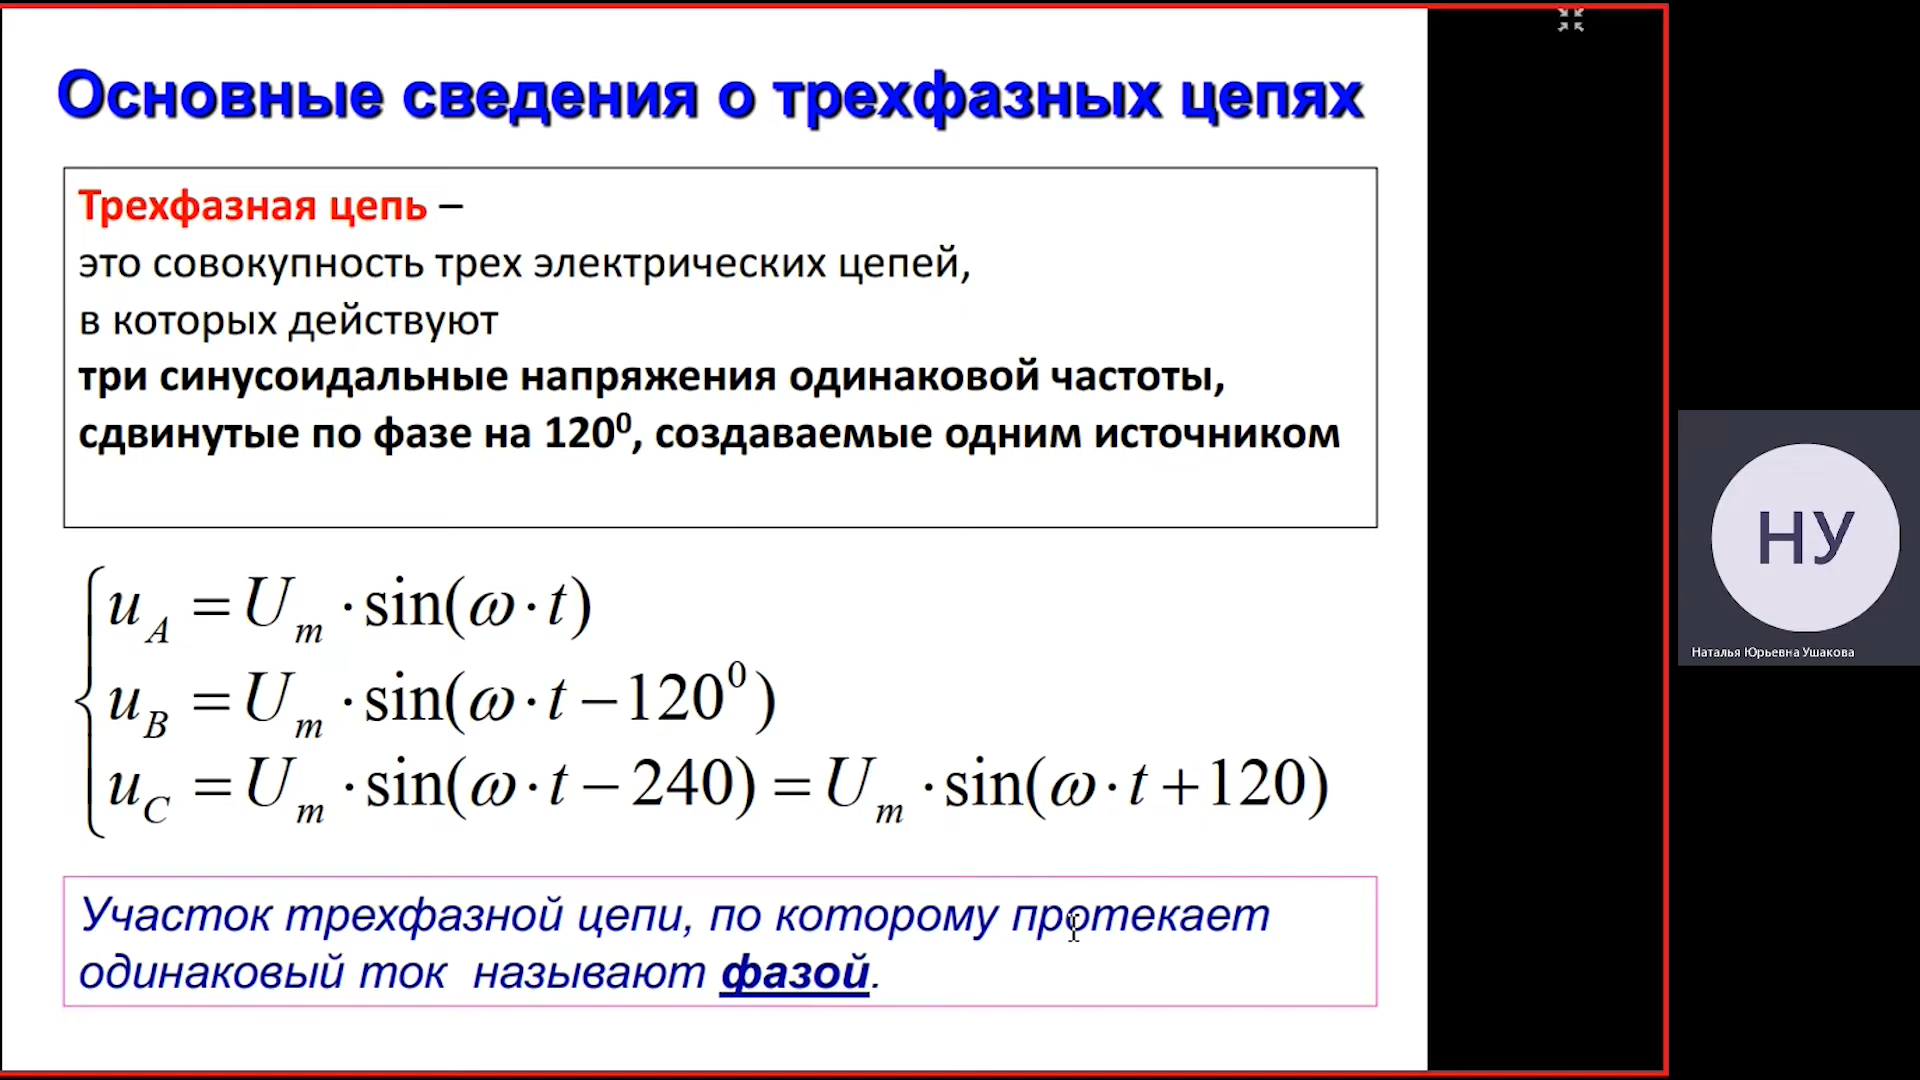 Основные сведения о трехфазных цепях
Трехфазная цепь –
это совокупность трех электрических цепей,
в которых действуют
три синусоидальные напряжения одинаковой частоты,
сдвинутые по фазе на 120⁰, создаваемые одним источником
u_A = U_m · sin(ω · t)
u_B = U_m · sin(ω · t − 120⁰)
u_C = U_m · sin(ω · t − 240) = U_m · sin(ω · t + 120)
Участок трехфазной цепи, по которому протекает
одинаковый ток называют фазой.
НУ
Наталья Юрьевна Ушакова